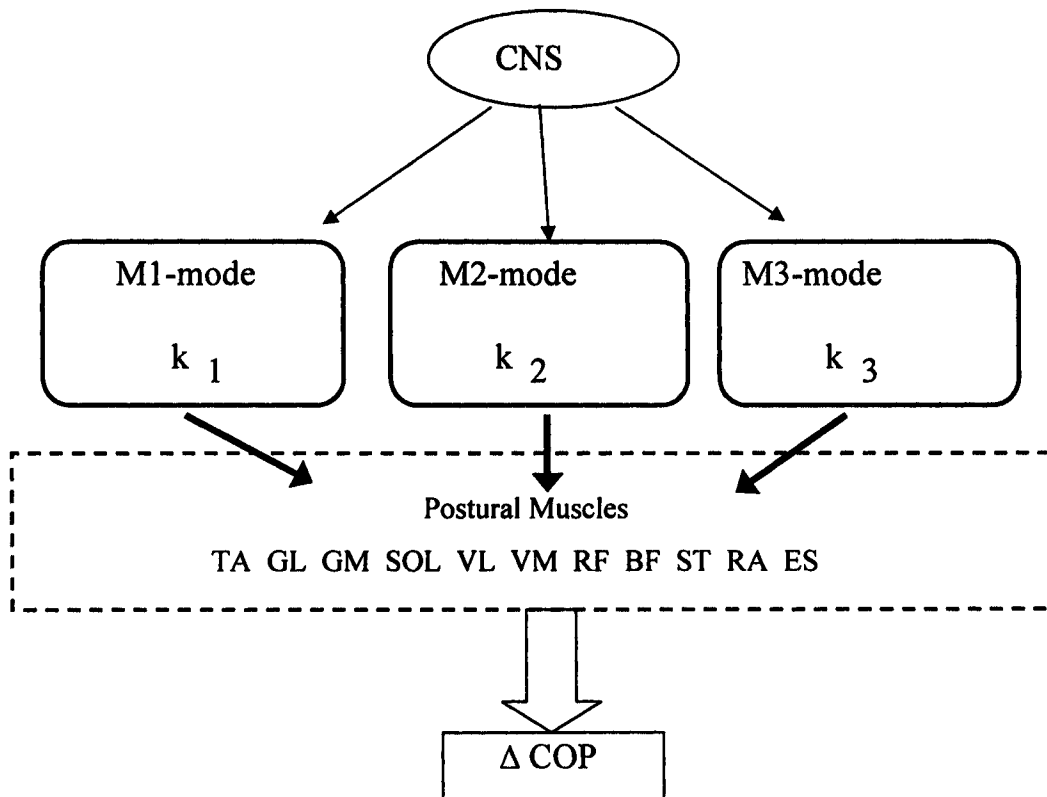 CNS
M1-mode
k 1
M2-mode
k 2
M3-mode
k 3
Postural Muscles
TA GL GM SOL VL VM RF BF ST RA ES
Δ COP